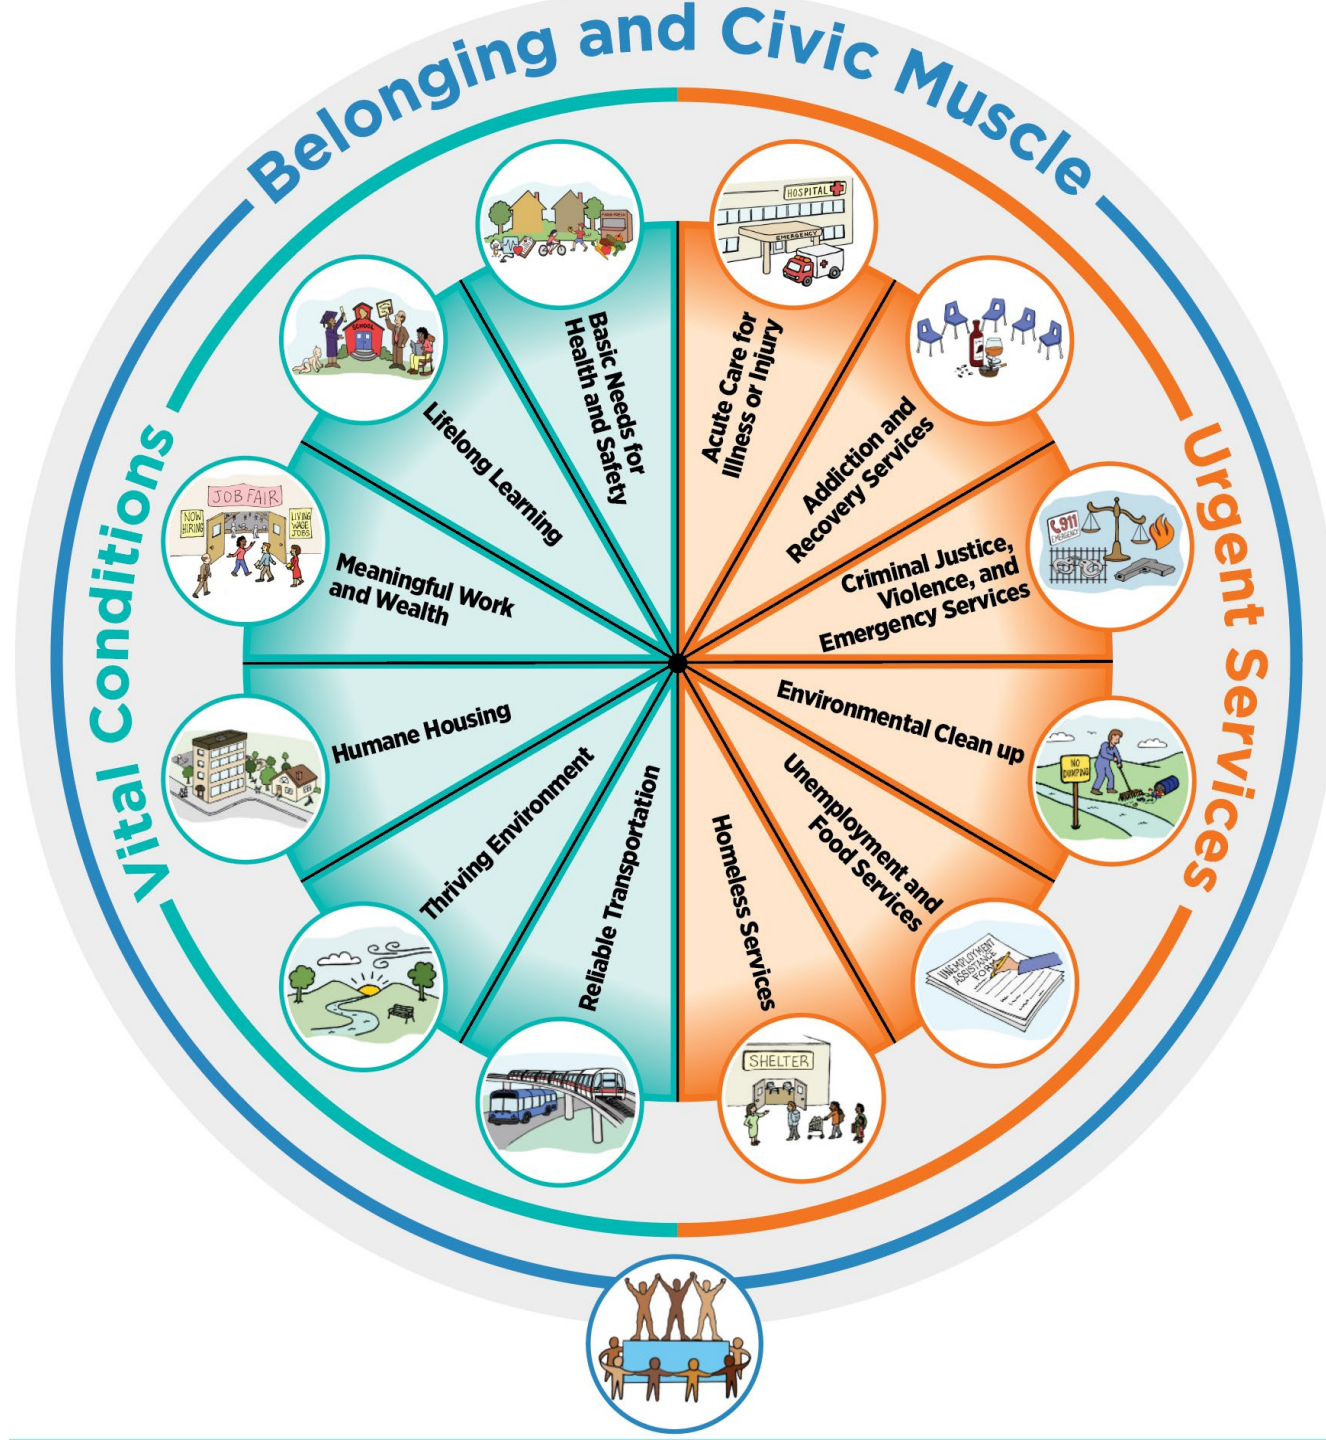 Belonging and Civic Muscle
Vital Conditions
Urgent Services
Basic Needs for
Health and Safety
Lifelong Learning
Meaningful Work
and Wealth
Humane Housing
Thriving Environment
Reliable Transportation
Acute Care for
Illness or Injury
Addiction and
Recovery Services
Criminal Justice,
Violence, and
Emergency Services
Environmental Clean up
Unemployment and
Food Services
Homeless Services
SCHOOL
JOB FAIR
NOW
HIRING
LIVING
WAGE
JOBS
HOSPITAL
EMERGENCY
911
EMERGENCY
NO
DUMPING
UNEMPLOYMENT
ASSISTANCE
FORM
SHELTER